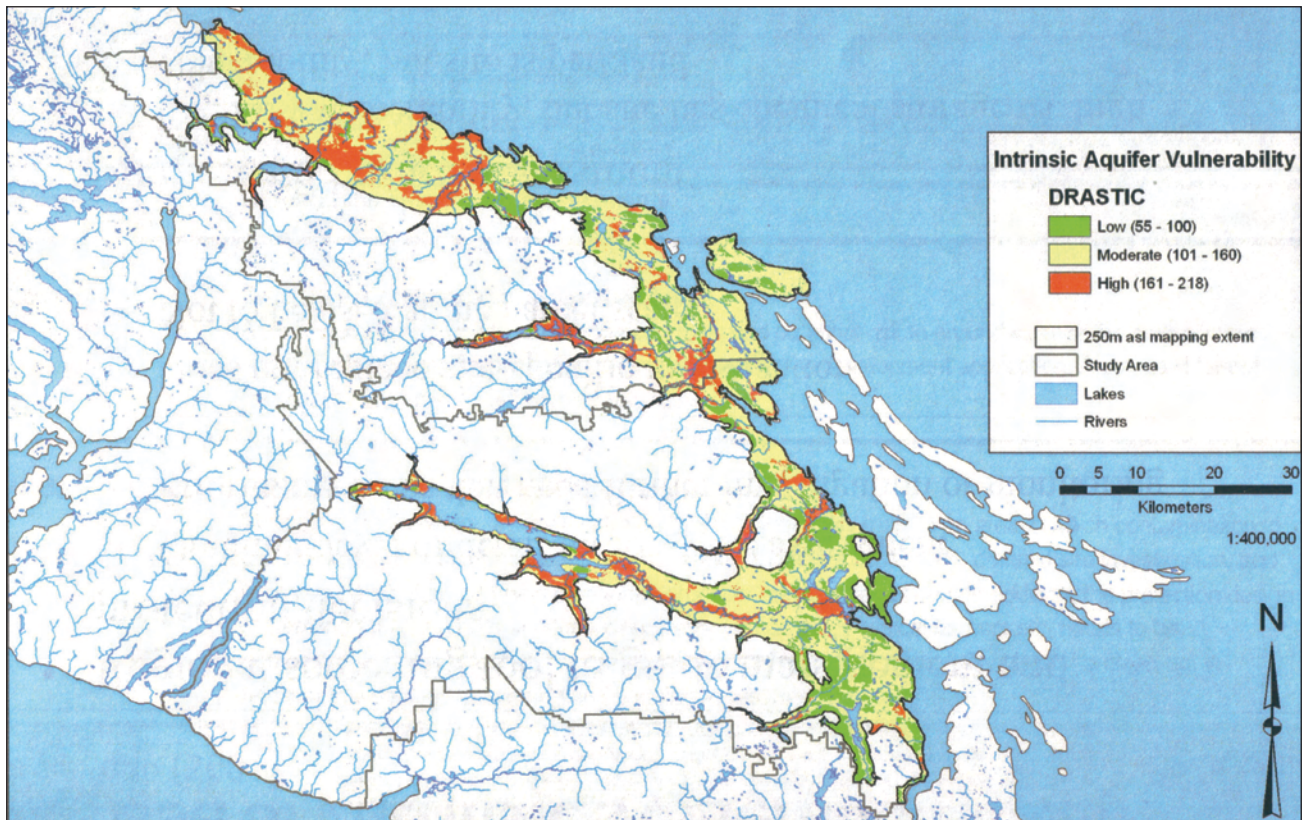 Intrinsic Aquifer Vulnerability
DRASTIC
Low (55 - 100)
Moderate (101 - 160)
High (161 - 218)
250m asl mapping extent
Study Area
Lakes
Rivers
0 5 10 20 30
Kilometers
1:400,000
N